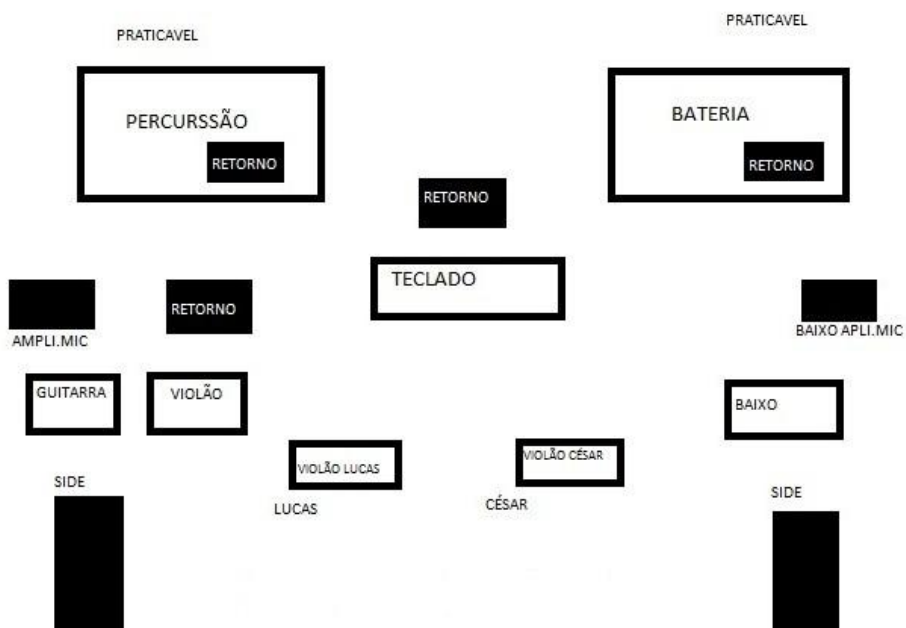 PRATICAVEL
PRATICAVEL
PERCURSSÃO
BATERIA
RETORNO
RETORNO
RETORNO
TECLADO
RETORNO
AMPLI.MIC
BAIXO APLI.MIC
GUITARRA
VIOLÃO
BAIXO
VIOLÃO LUCAS
VIOLÃO CÉSAR
LUCAS
CÉSAR
SIDE
SIDE